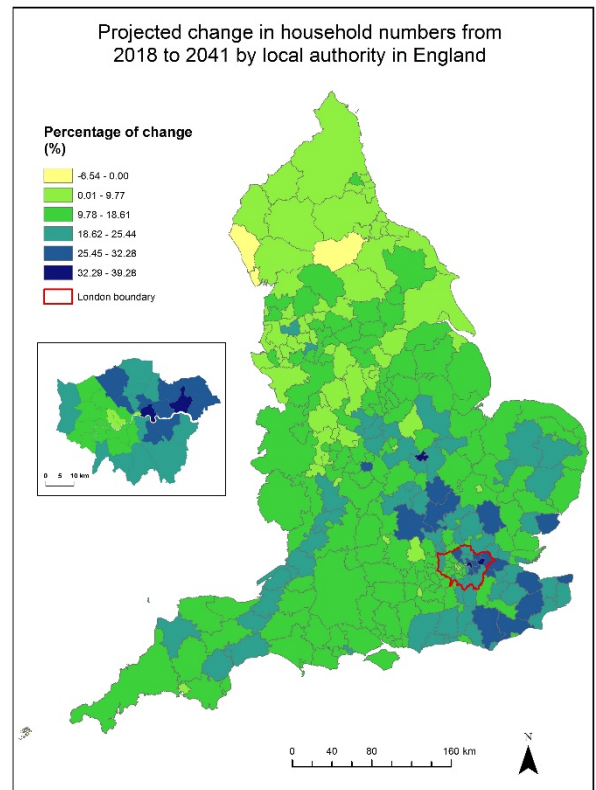 Projected change in household numbers from
2018 to 2041 by local authority in England
Percentage of change
(%)
-6.54 - 0.00
0.01 - 9.77
9.78 - 18.61
18.62 - 25.44
25.45 - 32.28
32.29 - 39.28
London boundary
0 5 10 km
N
0 40 80 160 km